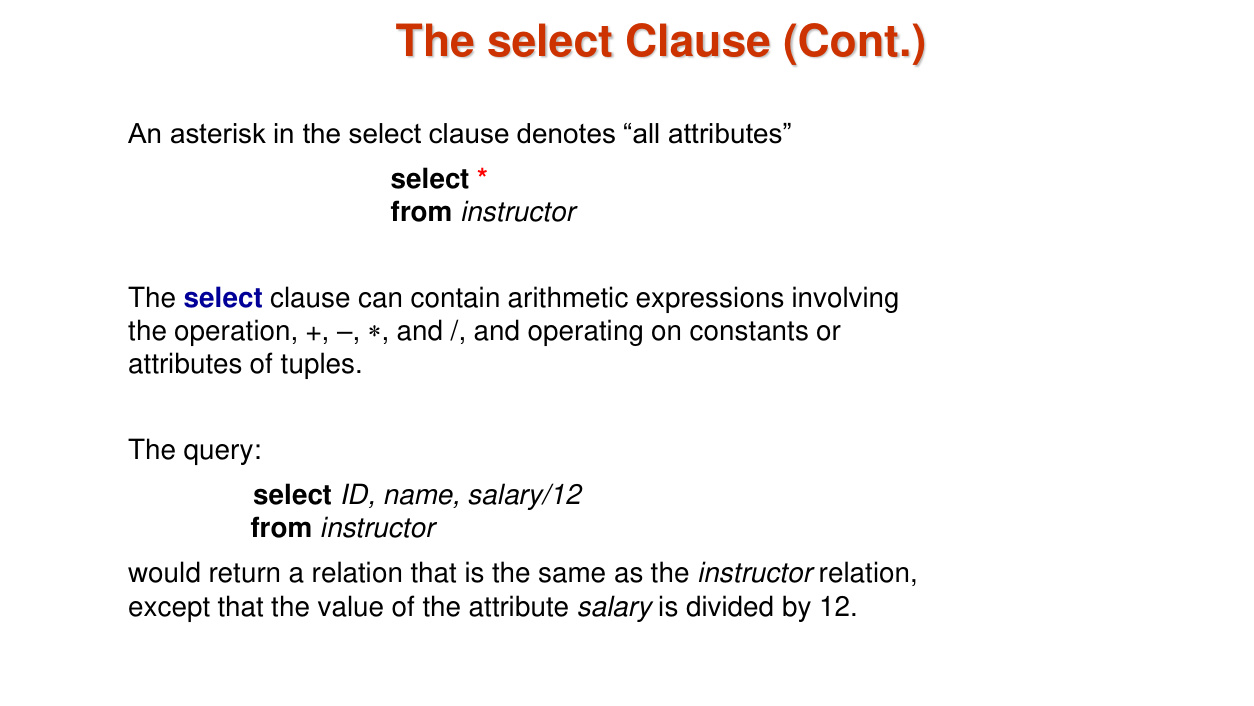 The select Clause (Cont.)
An asterisk in the select clause denotes “all attributes”
select *
from instructor
The select clause can contain arithmetic expressions involving
the operation, +, –, ∗, and /, and operating on constants or
attributes of tuples.
The query:
select ID, name, salary/12
from instructor
would return a relation that is the same as the instructor relation,
except that the value of the attribute salary is divided by 12.